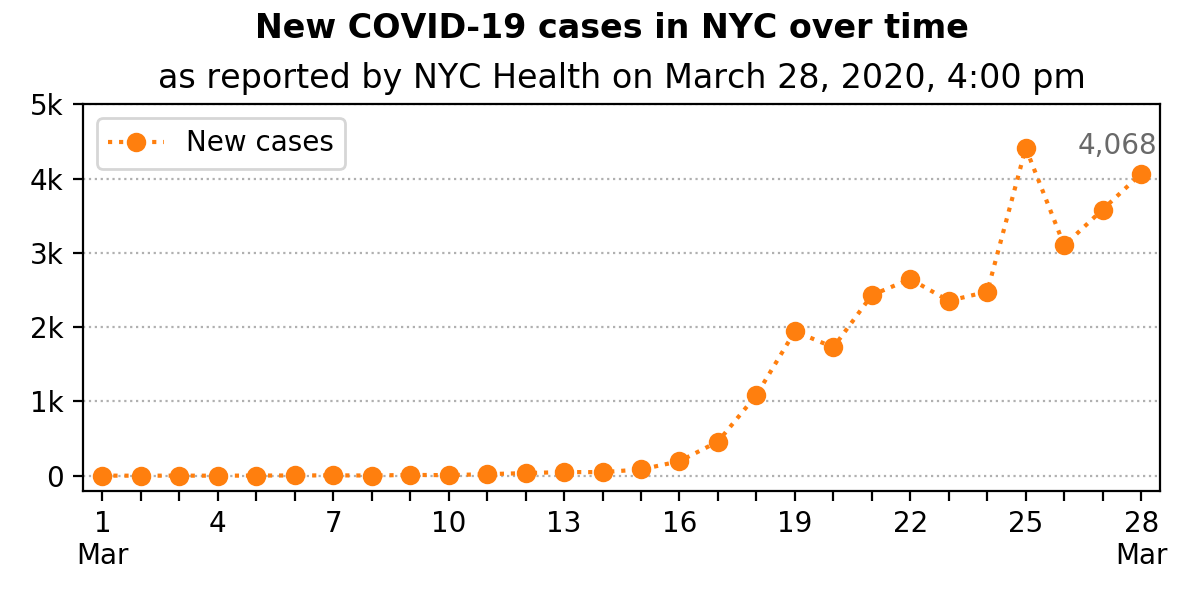 New COVID-19 cases in NYC over time
as reported by NYC Health on March 28, 2020, 4:00 pm
5k
New cases
4,068
4k
3k
2k
1k
0
1 4 7 10 13 16 19 22 25 28
Mar Mar